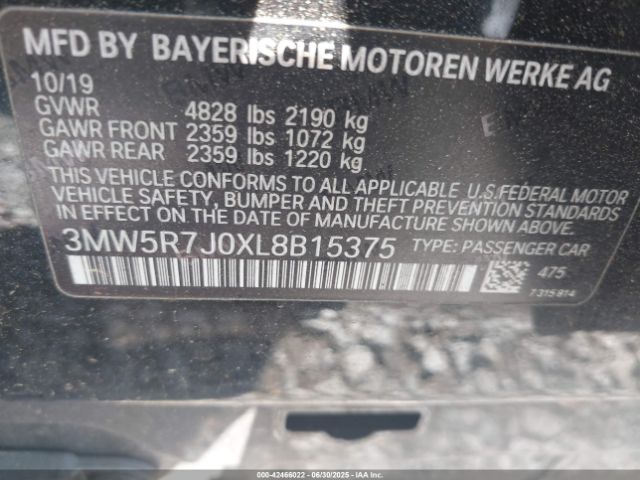 MFD BY BAYERISCHE MOTOREN WERKE AG
10/19
GVWR 4828 lbs 2190 kg
GAWR FRONT 2359 lbs 1072 kg
GAWR REAR 2359 lbs 1220 kg
THIS VEHICLE CONFORMS TO ALL APPLICABLE U.S.FEDERAL MOTOR
VEHICLE SAFETY, BUMPER AND THEFT PREVENTION STANDARDS IN
EFFECT ON THE DATE OF MANUFACTURE SHOWN ABOVE.
3MW5R7J0XL8B15375 TYPE: PASSENGER CAR
475
7315814
000-42466022 - 06/30/2025 - COPYRIGHT IAA, LLC